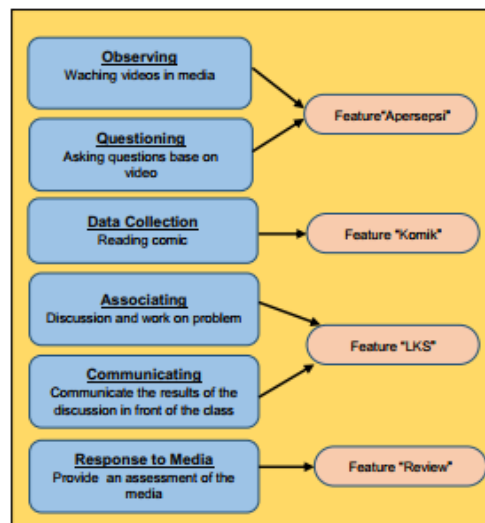 Observing
Waching videos in media
Feature“Apersepsi”
Questioning
Asking questions base on
video
Data Collection
Reading comic
Feature “Komik”
Associating
Discussion and work on problem
Feature “LKS”
Communicating
Communicate the results of the
discussion in front of the class
Response to Media
Provide an assessment of the
media
Feature “Review”